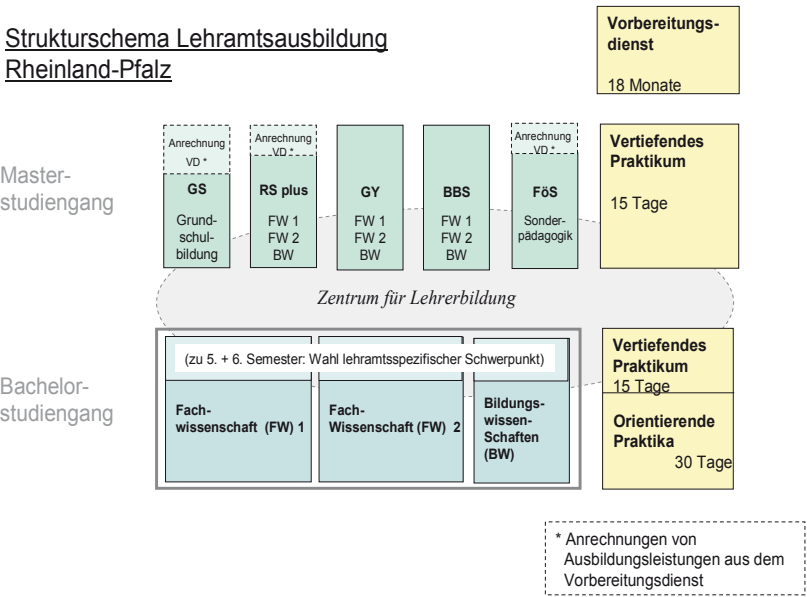 Strukturschema Lehramtsausbildung
Rheinland-Pfalz
Vorbereitungs-
dienst
18 Monate
Master-
studiengang
Anrechnung
VD *
GS
Grund-
schul-
bildung
Anrechnung
VD *
RS plus
FW 1
FW 2
BW
GY
FW 1
FW 2
BW
BBS
FW 1
FW 2
BW
Anrechnung
VD *
FöS
Sonder-
pädagogik
Vertiefendes
Praktikum
15 Tage
Zentrum für Lehrerbildung
Bachelor-
studiengang
(zu 5. + 6. Semester: Wahl lehramtsspezifischer Schwerpunkt)
Fach-
wissenschaft (FW) 1
Fach-
Wissenschaft (FW) 2
Bildungs-
wissen-
Schaften
(BW)
Vertiefendes
Praktikum
15 Tage
Orientierende
Praktika
30 Tage
* Anrechnungen von
Ausbildungsleistungen aus dem
Vorbereitungsdienst